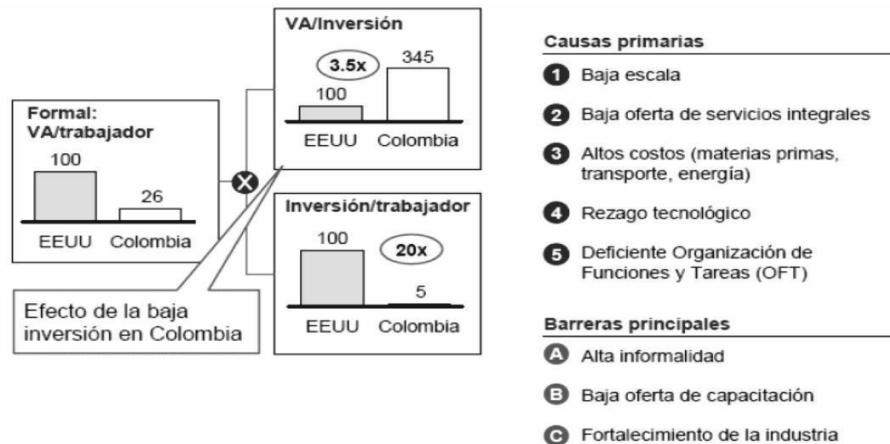 Formal:
VA/trabajador
100
26
EEUU Colombia
X
VA/Inversión
3.5x
345
100
EEUU Colombia
Inversión/trabajador
100
20x
5
EEUU Colombia
Efecto de la baja
inversión en Colombia
Causas primarias
1 Baja escala
2 Baja oferta de servicios integrales
3 Altos costos (materias primas,
transporte, energía)
4 Rezago tecnológico
5 Deficiente Organización de
Funciones y Tareas (OFT)
Barreras principales
A Alta informalidad
B Baja oferta de capacitación
C Fortalecimiento de la industria